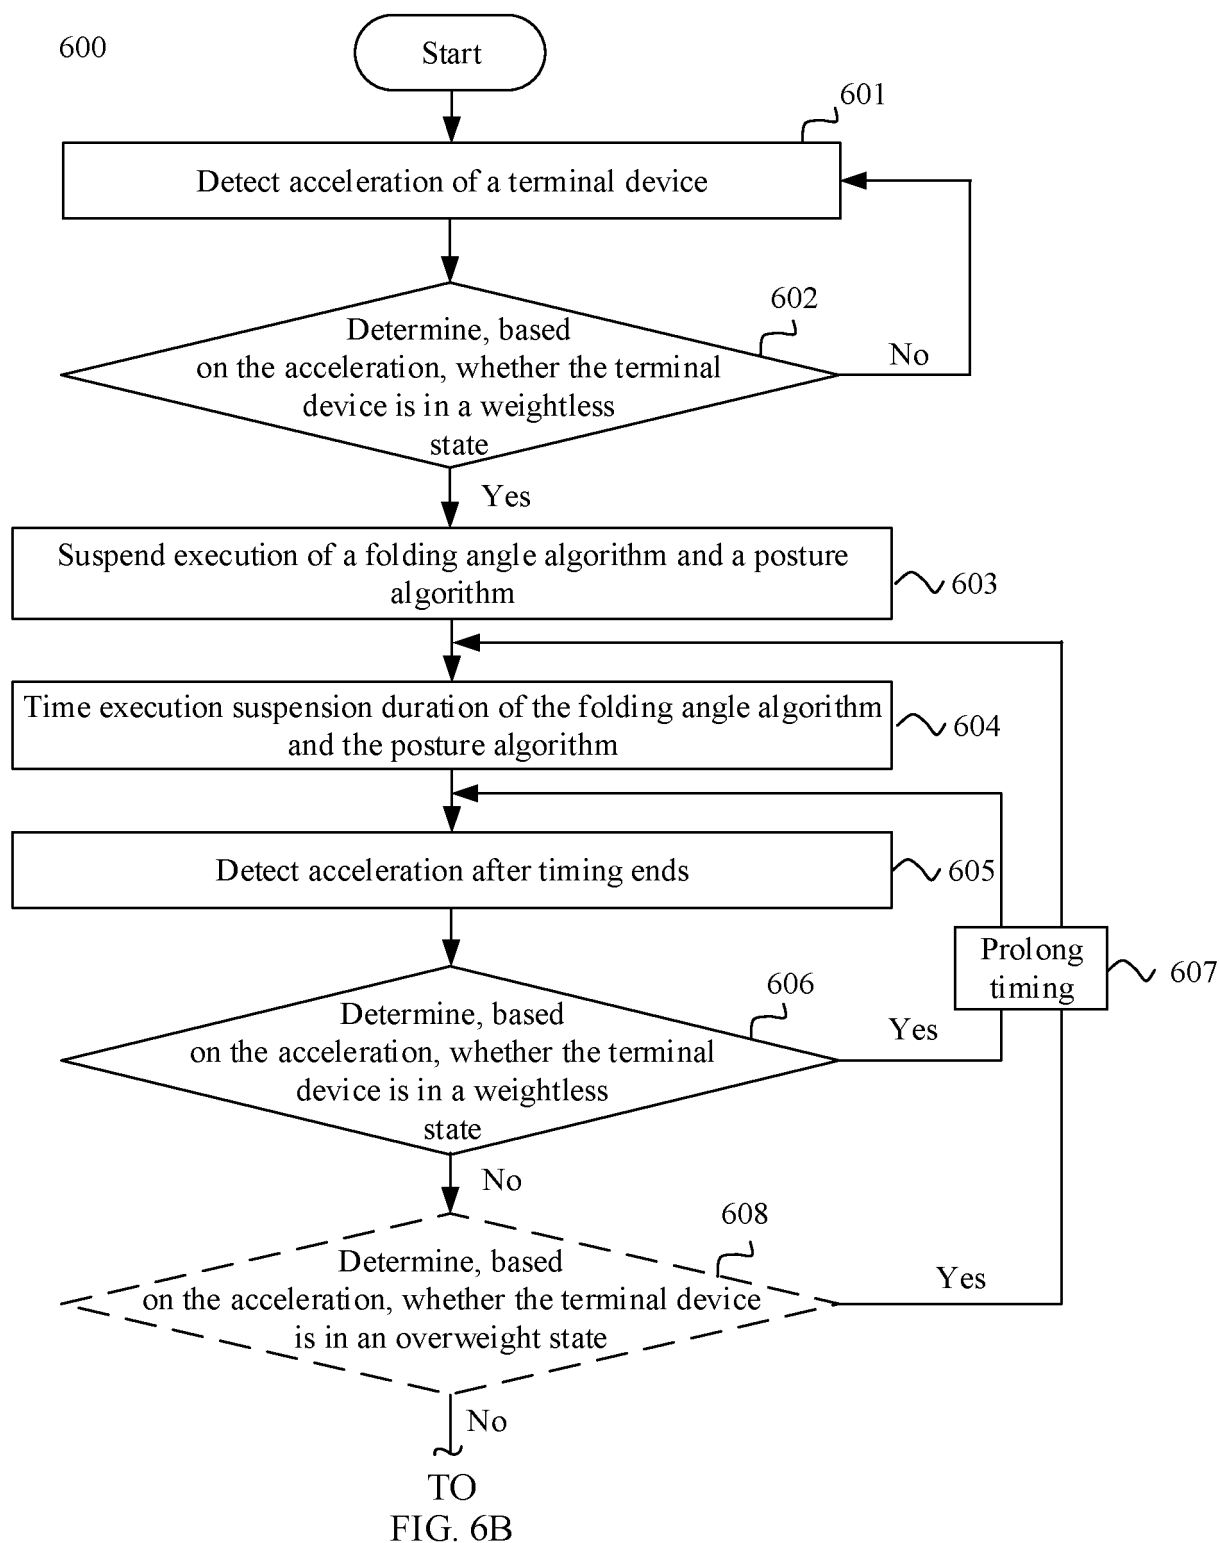 600
Start
601
Detect acceleration of a terminal device
602
Determine, based
on the acceleration, whether the terminal
device is in a weightless
state
No
Yes
Suspend execution of a folding angle algorithm and a posture
algorithm
603
Time execution suspension duration of the folding angle algorithm
and the posture algorithm
604
Detect acceleration after timing ends
605
Prolong
timing
607
606
Determine, based
on the acceleration, whether the terminal
device is in a weightless
state
Yes
No
608
Determine, based
on the acceleration, whether the terminal device
is in an overweight state
Yes
No
TO
FIG. 6B